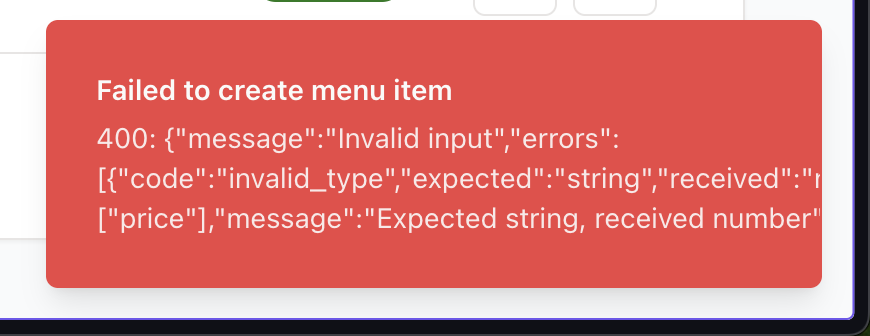 Failed to create menu item
400: {"message":"Invalid input","errors":
[{"code":"invalid_type","expected":"string","received":"
["price"],"message":"Expected string, received number"